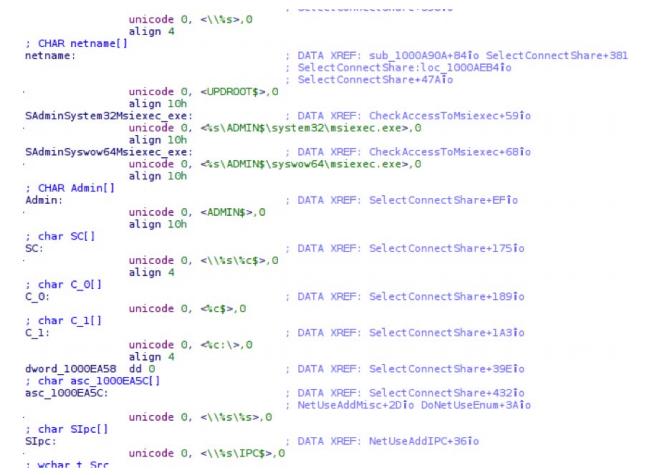 unicode 0, <\\%s>,0
align 4
; CHAR netname[]
netname: ; DATA XREF: sub_1000A90A+84↑o SelectConnectShare+381
; SelectConnectShare:loc_1000AEB4↑o
; SelectConnectShare+47A↑o
unicode 0, <UPDROOT$>,0
align 10h
SAdminSystem32Msiexec_exe: ; DATA XREF: CheckAccessToMsiexec+59↑o
unicode 0, <%s\ADMIN$\system32\msiexec.exe>,0
align 10h
SAdminSyswow64Msiexec_exe: ; DATA XREF: CheckAccessToMsiexec+68↑o
unicode 0, <%s\ADMIN$\syswow64\msiexec.exe>,0
align 10h
; CHAR Admin[]
Admin: ; DATA XREF: SelectConnectShare+EF↑o
unicode 0, <ADMIN$>,0
align 10h
; char SC[]
SC: ; DATA XREF: SelectConnectShare+175↑o
unicode 0, <\\%s\%c$>,0
align 4
; char C_0[]
C_0: ; DATA XREF: SelectConnectShare+189↑o
unicode 0, <%c$>,0
; char C_1[]
C_1: ; DATA XREF: SelectConnectShare+1A3↑o
unicode 0, <%c:\>,0
align 4
dword_1000EA58 dd 0 ; DATA XREF: SelectConnectShare+39E↑o
; char asc_1000EA5C[]
asc_1000EA5C: ; DATA XREF: SelectConnectShare+432↑o
; NetUseAddMisc+2D↑o DoNetUseEnum+3A↑o
unicode 0, <\\%s\%s>,0
; char SIpc[]
SIpc: ; DATA XREF: NetUseAddIPC+36↑o
unicode 0, <\\%s\IPC$>,0
; wchar_t Src